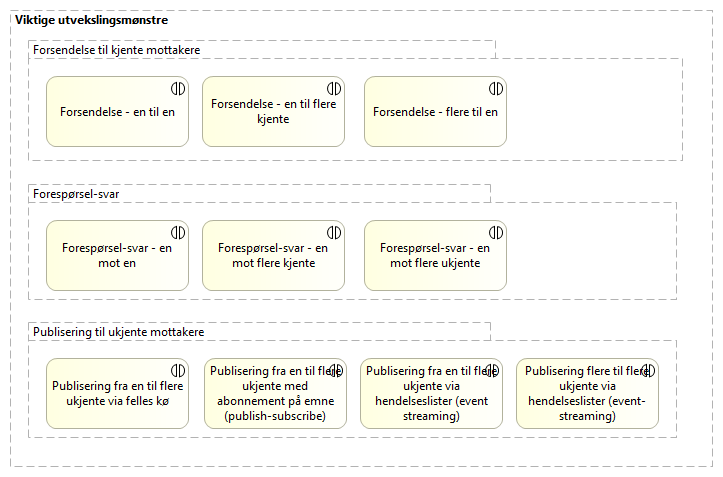 Viktige utvekslingsmønstre
Forsendelse til kjente mottakere
Forsendelse - en til en
Forsendelse - en til flere
kjente
Forsendelse - flere til en
Forespørsel-svar
Forespørsel-svar - en
mot en
Forespørsel-svar - en
mot flere kjente
Forespørsel-svar - en
mot flere ukjente
Publisering til ukjente mottakere
Publisering fra en til flere
ukjente via felles kø
Publisering fra en til flere
ukjente med
abonnement på emne
(publish-subscribe)
Publisering fra en til flere
ukjente via
hendelseslister (event
streaming)
Publisering flere til flere
ukjente via
hendelseslister (event-
streaming)